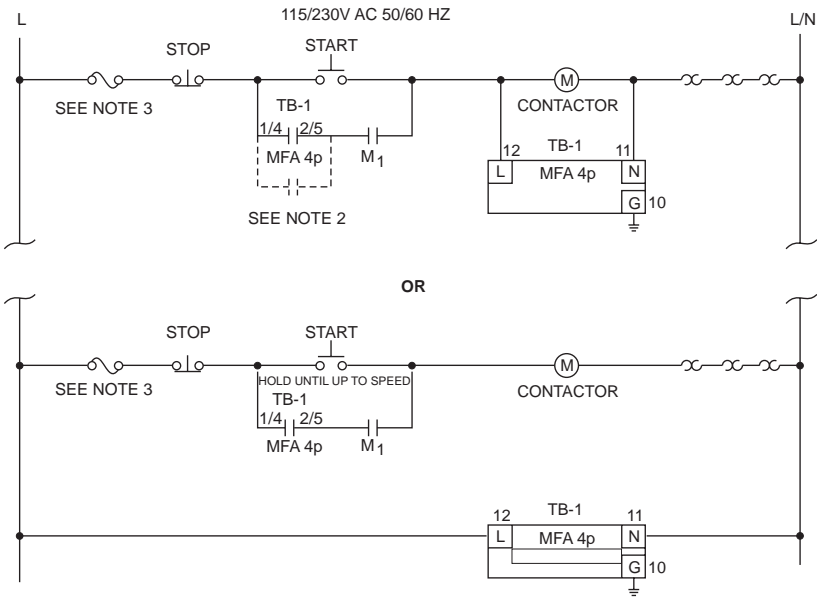 115/230V AC 50/60 HZ
L
L/N
STOP
START
SEE NOTE 3
M
CONTACTOR
TB-1
1/4 2/5
MFA 4p
M1
SEE NOTE 2
12 TB-1 11
L MFA 4p N
G 10
OR
STOP
START
SEE NOTE 3
HOLD UNTIL UP TO SPEED
M
CONTACTOR
TB-1
1/4 2/5
MFA 4p
M1
12 TB-1 11
L MFA 4p N
G 10